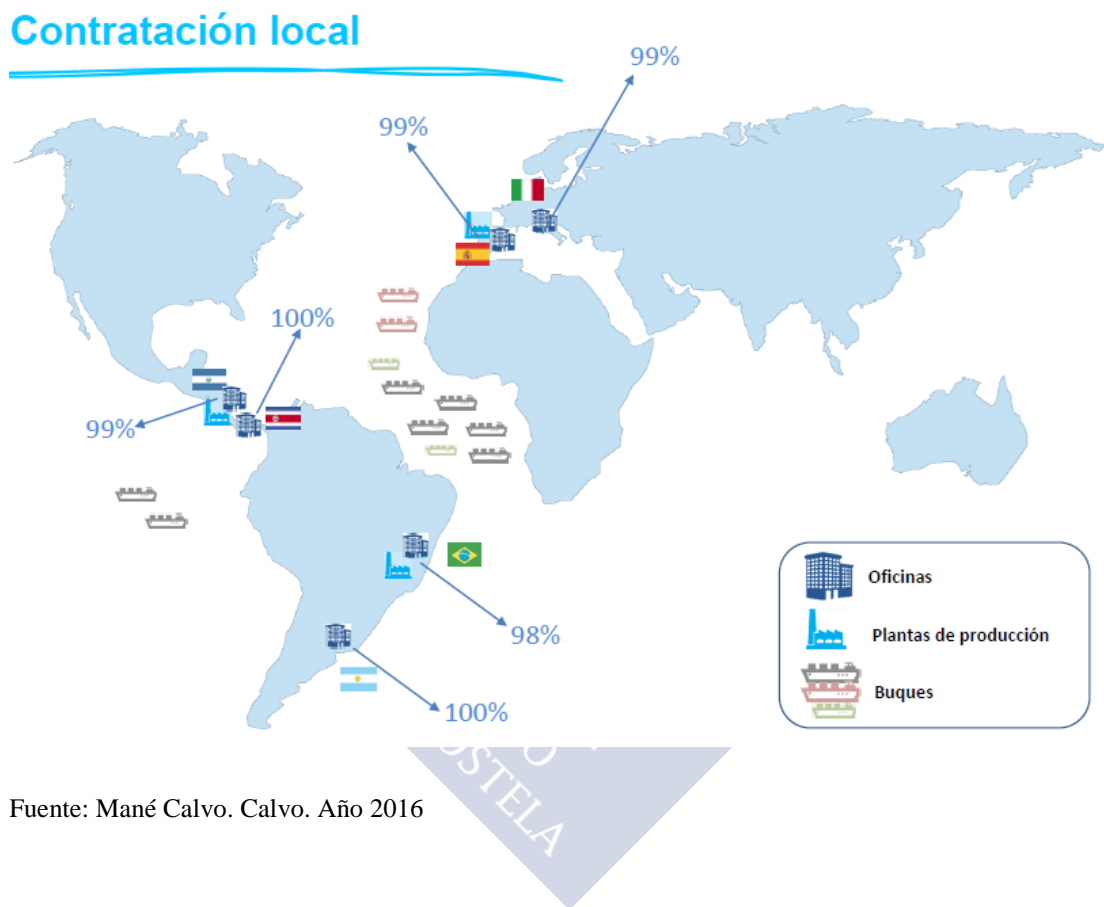 Contratación local
99%
99%
100%
99%
98%
100%
Oficinas
Plantas de producción
Buques
OSTELA
Fuente: Mané Calvo. Calvo. Año 2016